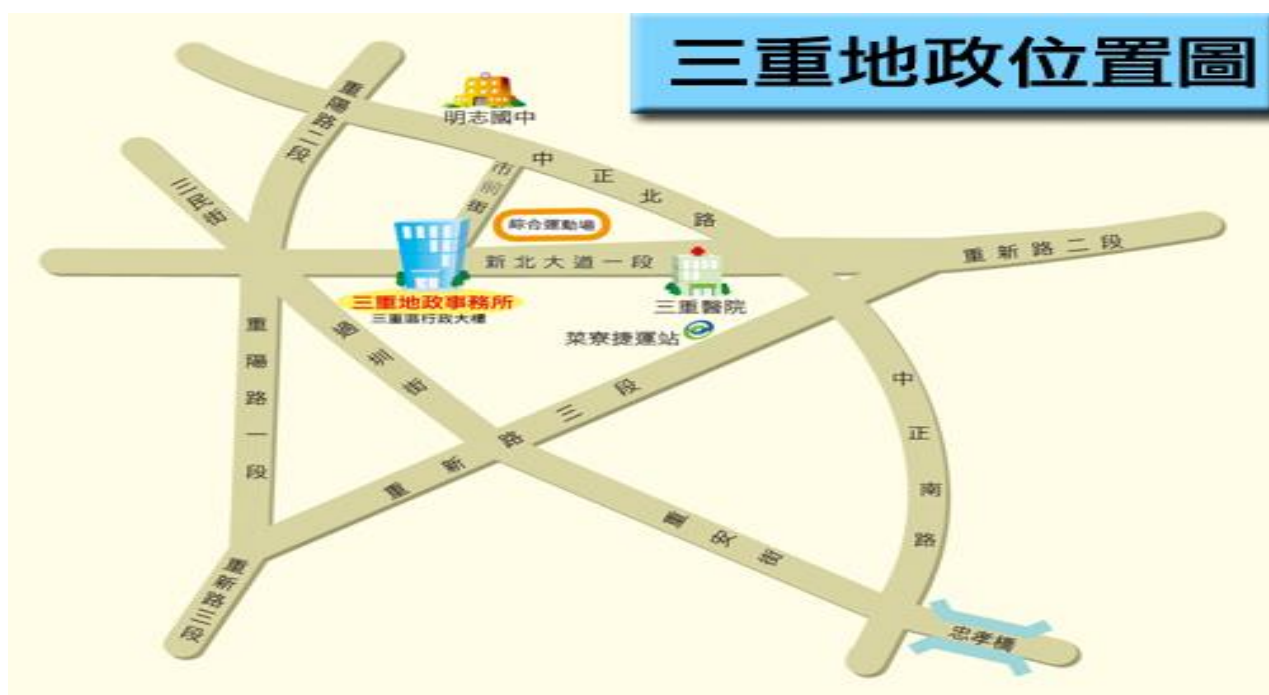 三重地政位置圖
明志國中
重陽路二段
中正北路
三民街
市前街
綜合運動場
新北大道一段
重新路二段
三重地政事務所
三重區行政大樓
三重醫院
菜寮捷運站
重陽路一段
過圳街
重新路三段
中正南路
重安街
重新路三段
忠孝橋